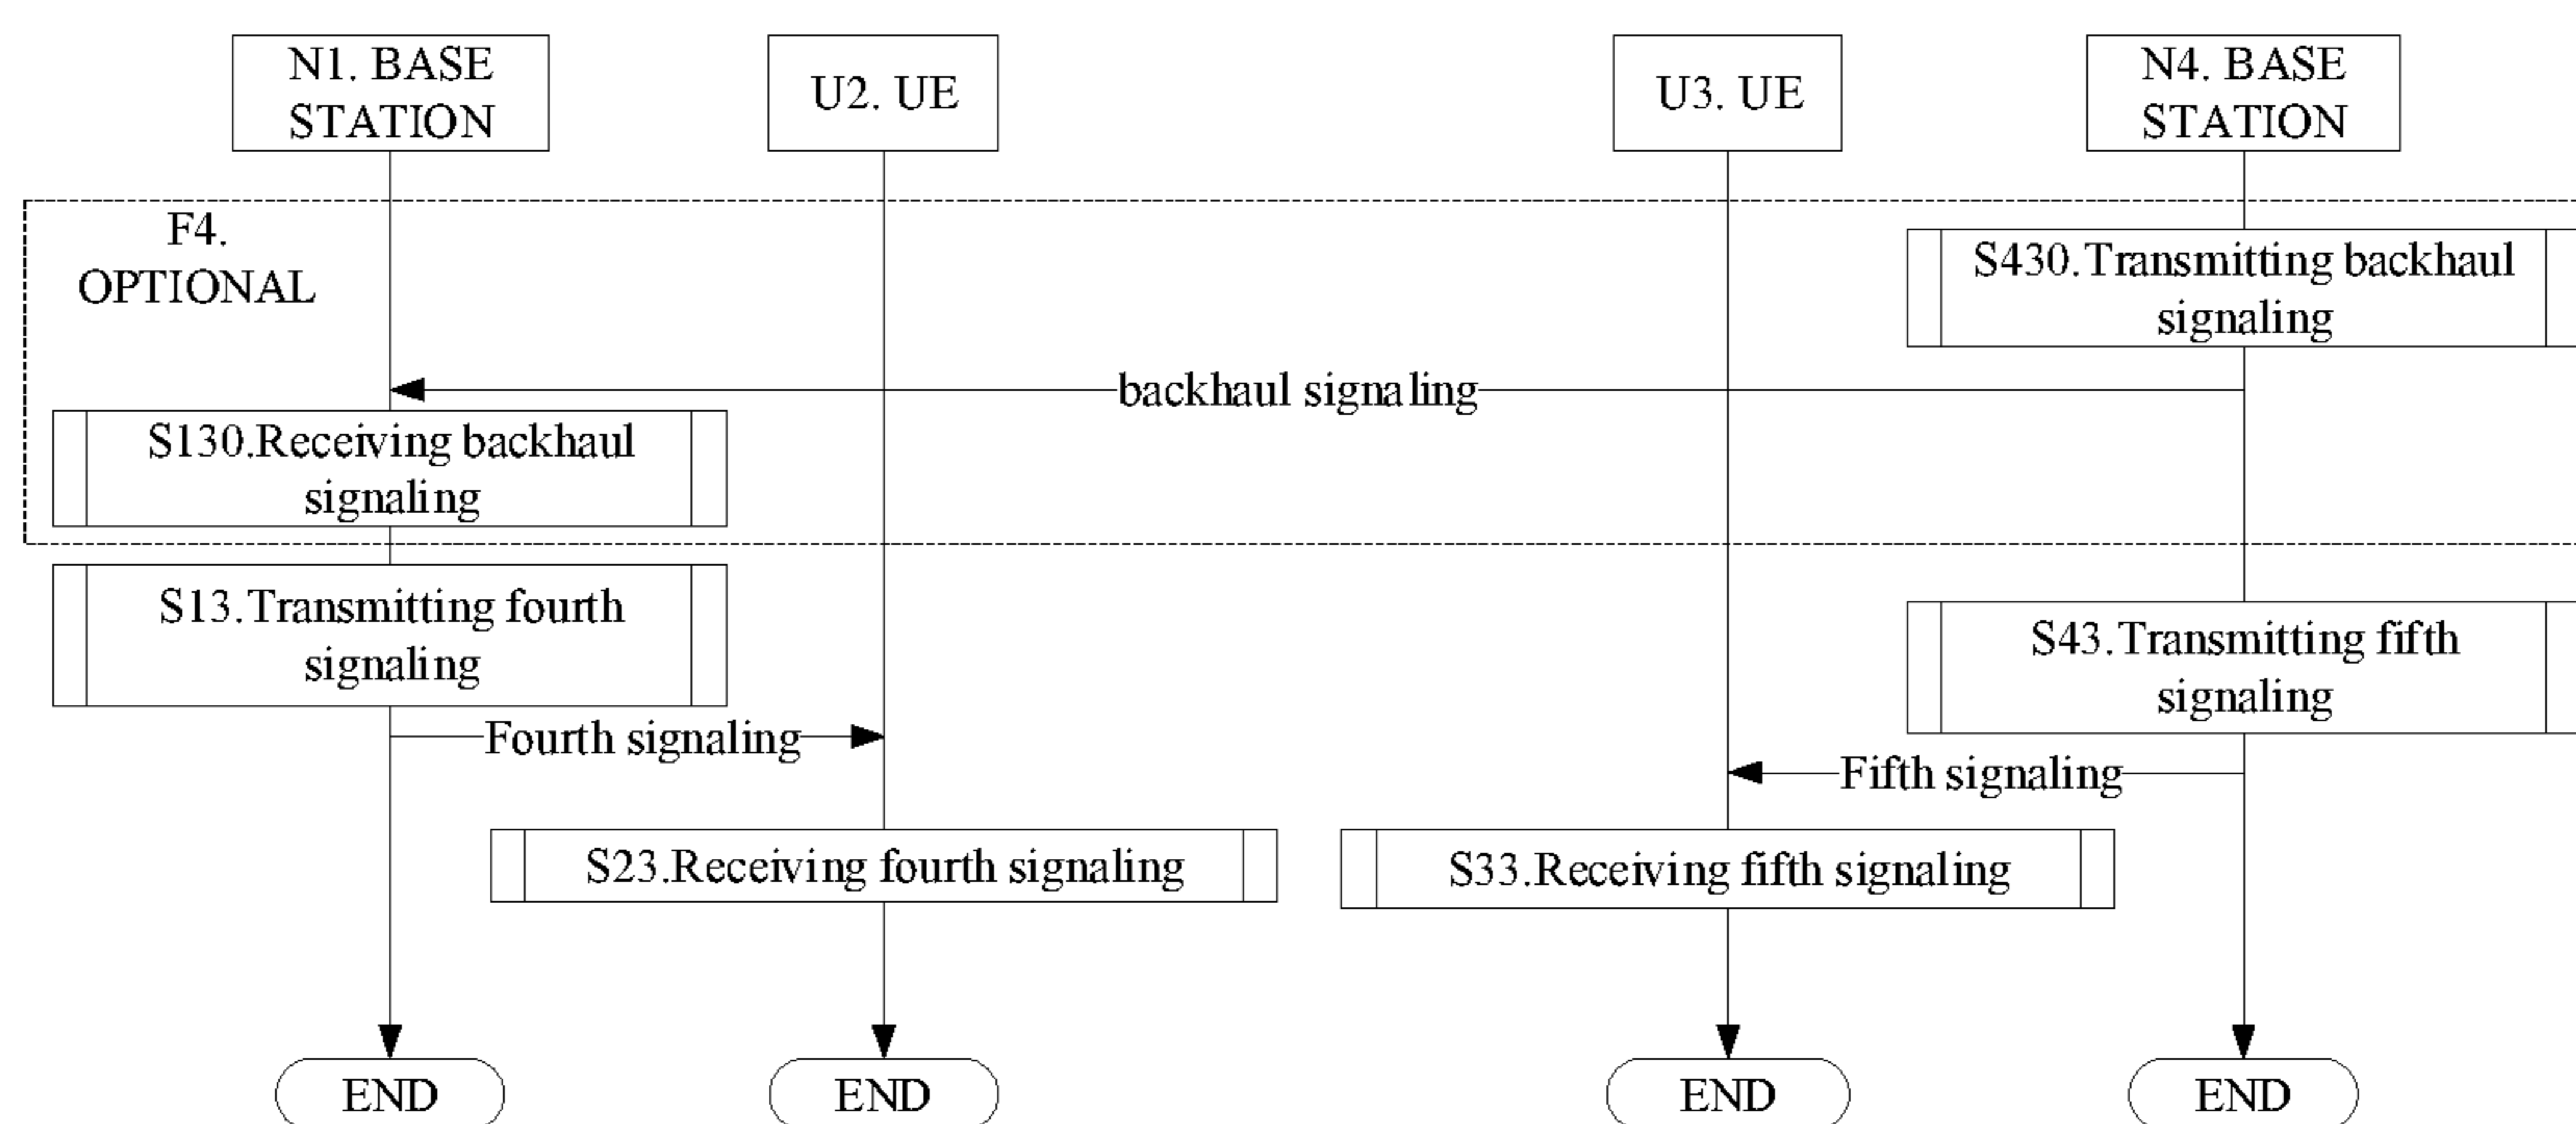 N1. BASE
STATION
U2. UE
U3. UE
N4. BASE
STATION
F4.
OPTIONAL
S430.Transmitting backhaul
signaling
backhaul signaling
S130.Receiving backhaul
signaling
S13.Transmitting fourth
signaling
S43.Transmitting fifth
signaling
Fourth signaling
Fifth signaling
S23.Receiving fourth signaling
S33.Receiving fifth signaling
END
END
END
END